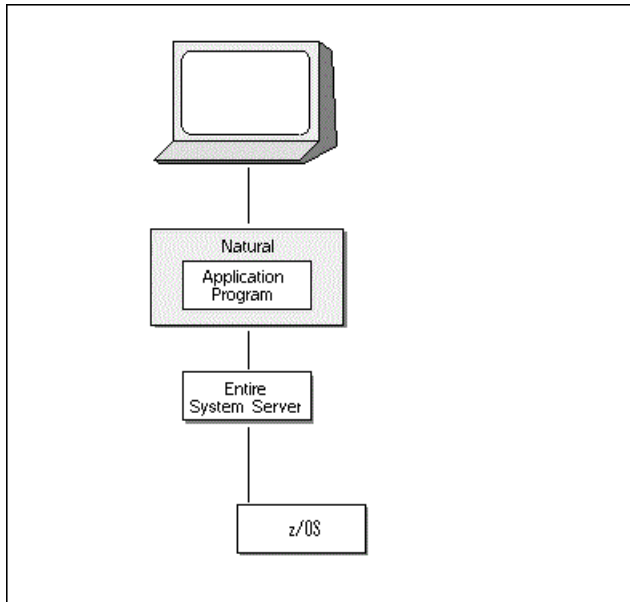 Natural
Application
Program
Entire
System Server
z/OS